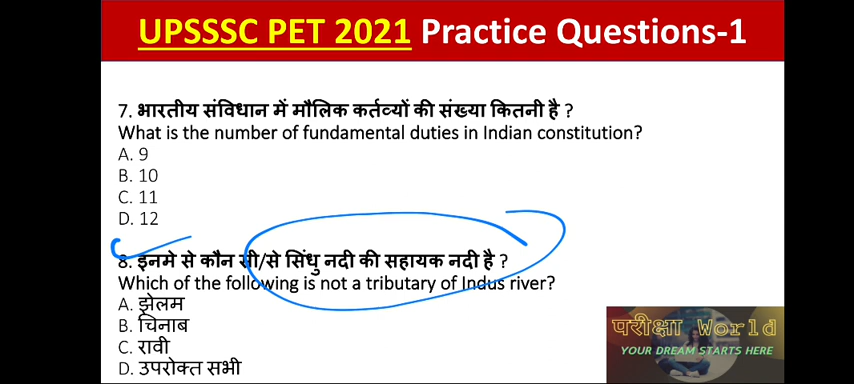 UPSSSC PET 2021 Practice Questions-1
7. भारतीय संविधान में मौलिक कर्तव्यों की संख्या कितनी है ?
What is the number of fundamental duties in Indian constitution?
A. 9
B. 10
C. 11
D. 12
8. इनमे से कौन सी/से सिंधु नदी की सहायक नदी है ?
Which of the following is not a tributary of Indus river?
A. झेलम
B. चिनाब
C. रावी
D. उपरोक्त सभी
परीक्षा World
YOUR DREAM STARTS HERE